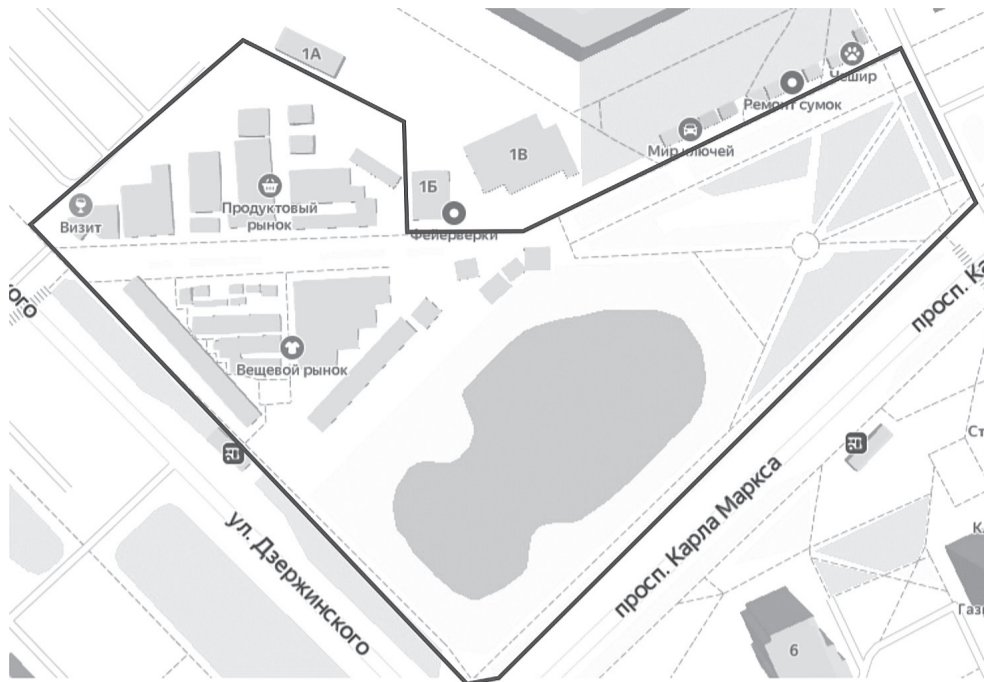 1А
Чешир
Ремонт сумок
Мир ключей
1В
1Б
Продуктовый
рынок
Визит
Фейерверки
ого
просп. Ка
Вещевой рынок
Ст
просп. Карла Маркса
ул. Дзержинского
К
Газ
6